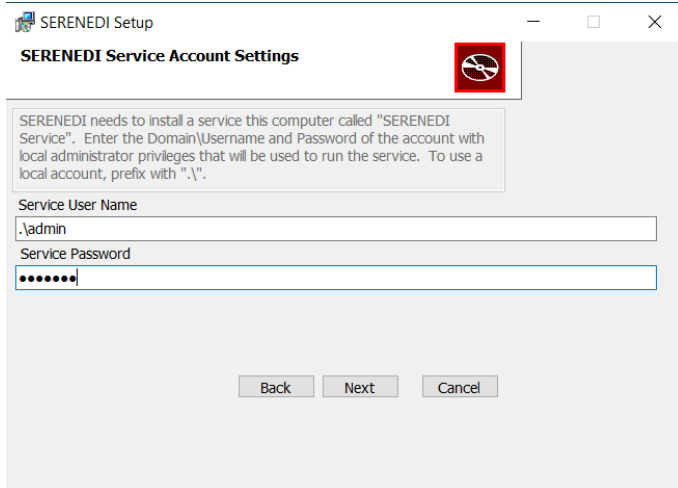 SERENEDI Setup
SERENEDI Service Account Settings
SERENEDI needs to install a service this computer called "SERENEDI
Service". Enter the Domain\Username and Password of the account with
local administrator privileges that will be used to run the service. To use a
local account, prefix with ".\".
Service User Name
.\admin
Service Password
•••••••
Back Next Cancel